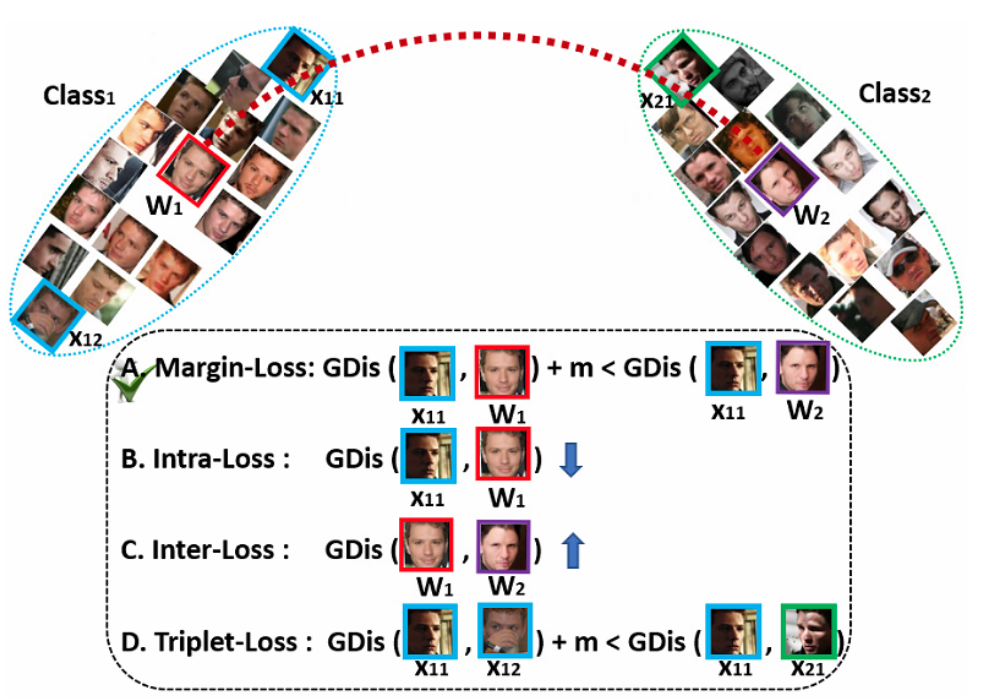 Class1
x11
W1
x12
x21
Class2
W2
A. Margin-Loss: GDis ( , ) + m < GDis ( , )
x11 W1 x11 W2
B. Intra-Loss : GDis ( , )
x11 W1
C. Inter-Loss : GDis ( , )
W1 W2
D. Triplet-Loss : GDis ( , ) + m < GDis ( , )
x11 x12 x11 x21